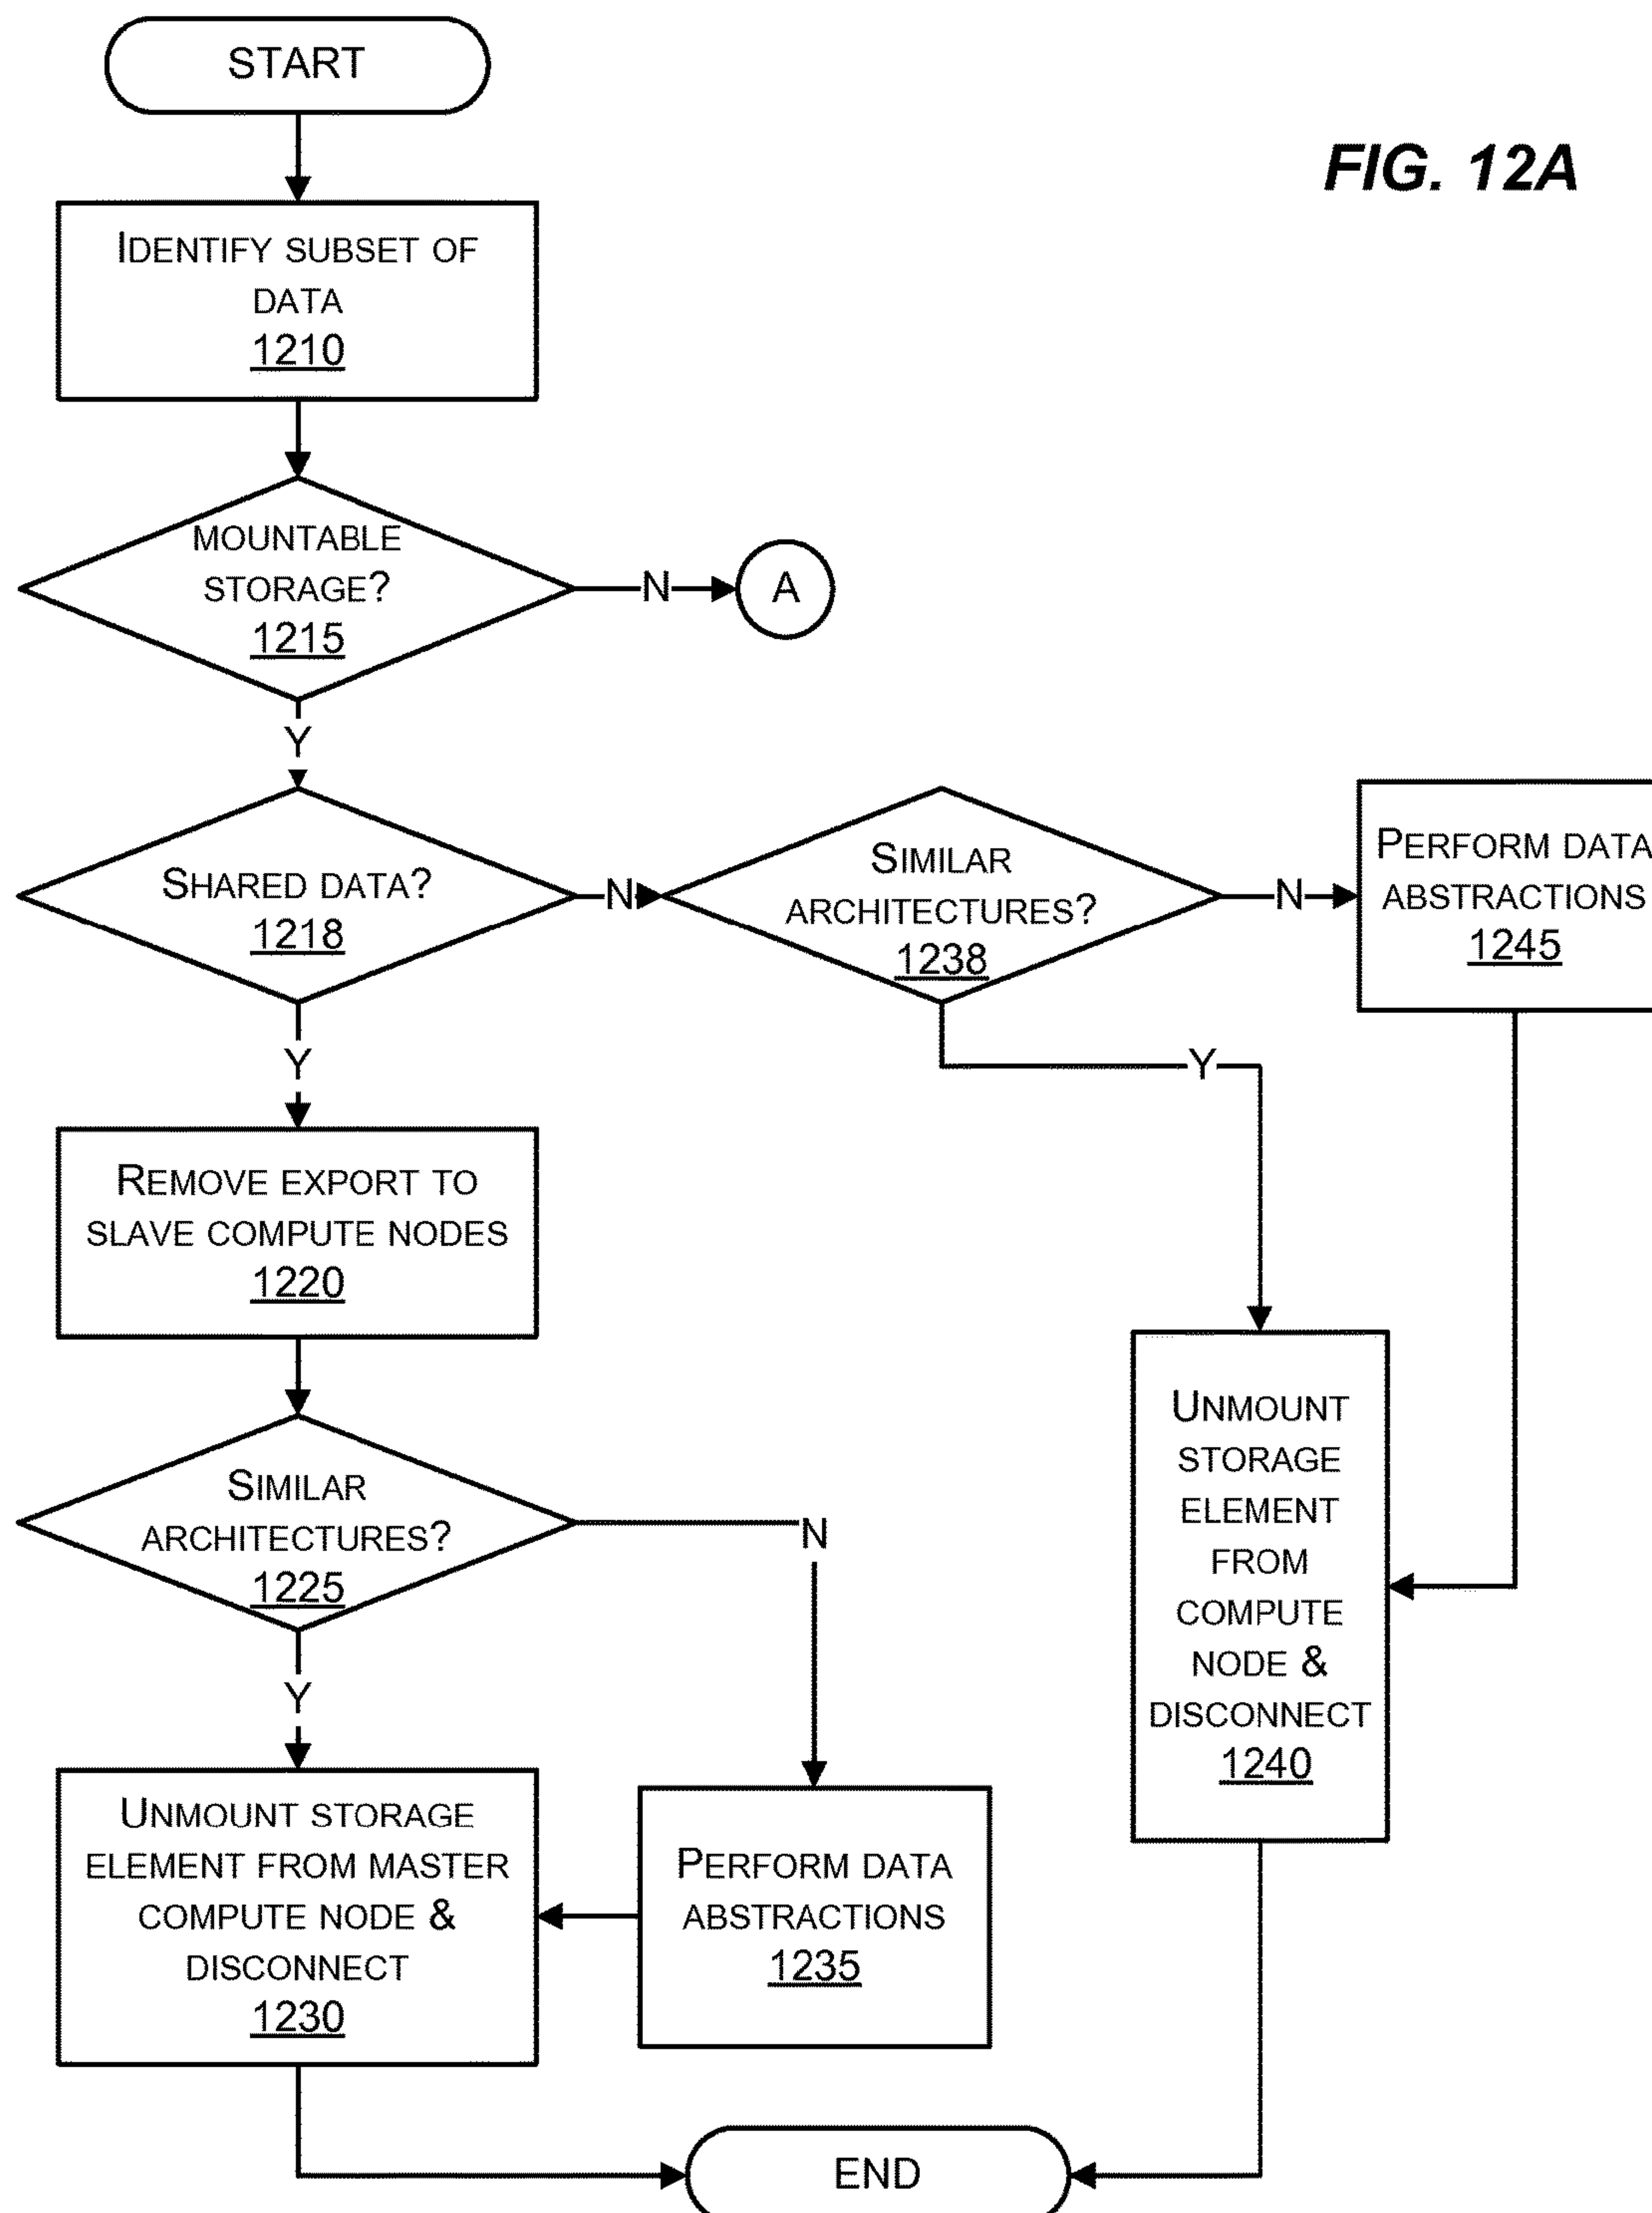 START
FIG. 12A
IDENTIFY SUBSET OF
DATA
1210
MOUNTABLE
STORAGE?
1215
N
A
Y
SHARED DATA?
1218
N
SIMILAR
ARCHITECTURES?
1238
N
PERFORM DATA
ABSTRACTIONS
1245
Y
Y
REMOVE EXPORT TO
SLAVE COMPUTE NODES
1220
SIMILAR
ARCHITECTURES?
1225
N
Y
UNMOUNT
STORAGE
ELEMENT
FROM
COMPUTE
NODE &
DISCONNECT
1240
UNMOUNT STORAGE
ELEMENT FROM MASTER
COMPUTE NODE &
DISCONNECT
1230
PERFORM DATA
ABSTRACTIONS
1235
END